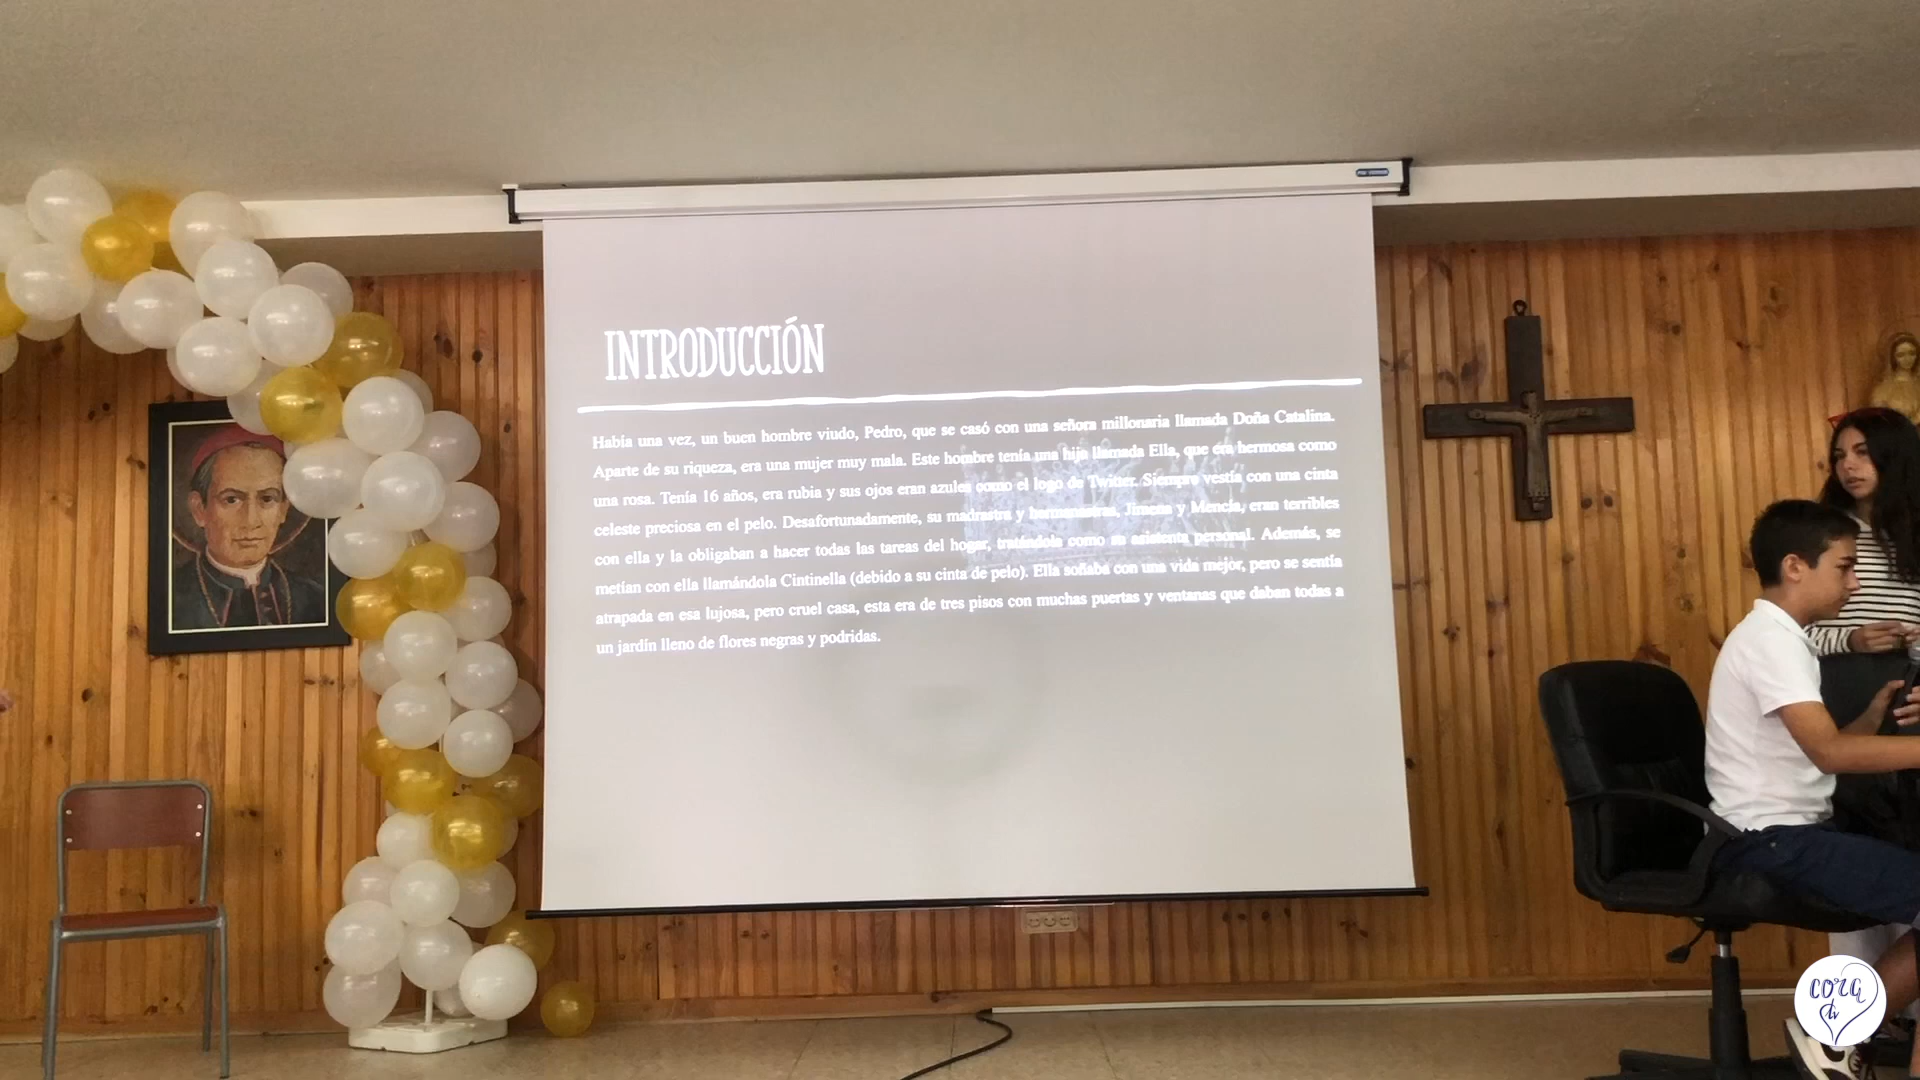 INTRODUCCIÓN
Había una vez, un buen hombre viudo, Pedro, que se casó con una señora millonaria llamada Doña Catalina.
Aparte de su riqueza, era una mujer muy mala. Este hombre tenía una hija llamada Ella, que era hermosa como
una rosa. Tenía 16 años, era rubia y sus ojos eran azules como el logo de Twitter. Siempre vestía con una cinta
celeste preciosa en el pelo. Desafortunadamente, su madrastra y hermanastras, Jimena y Mencía, eran terribles
con ella y la obligaban a hacer todas las tareas del hogar, tratándola como su asistenta personal. Además, se
metían con ella llamándola Cintinella (debido a su cinta de pelo). Ella soñaba con una vida mejor, pero se sentía
atrapada en esa lujosa, pero cruel casa, esta era de tres pisos con muchas puertas y ventanas que daban todas a
un jardín lleno de flores negras y podridas.